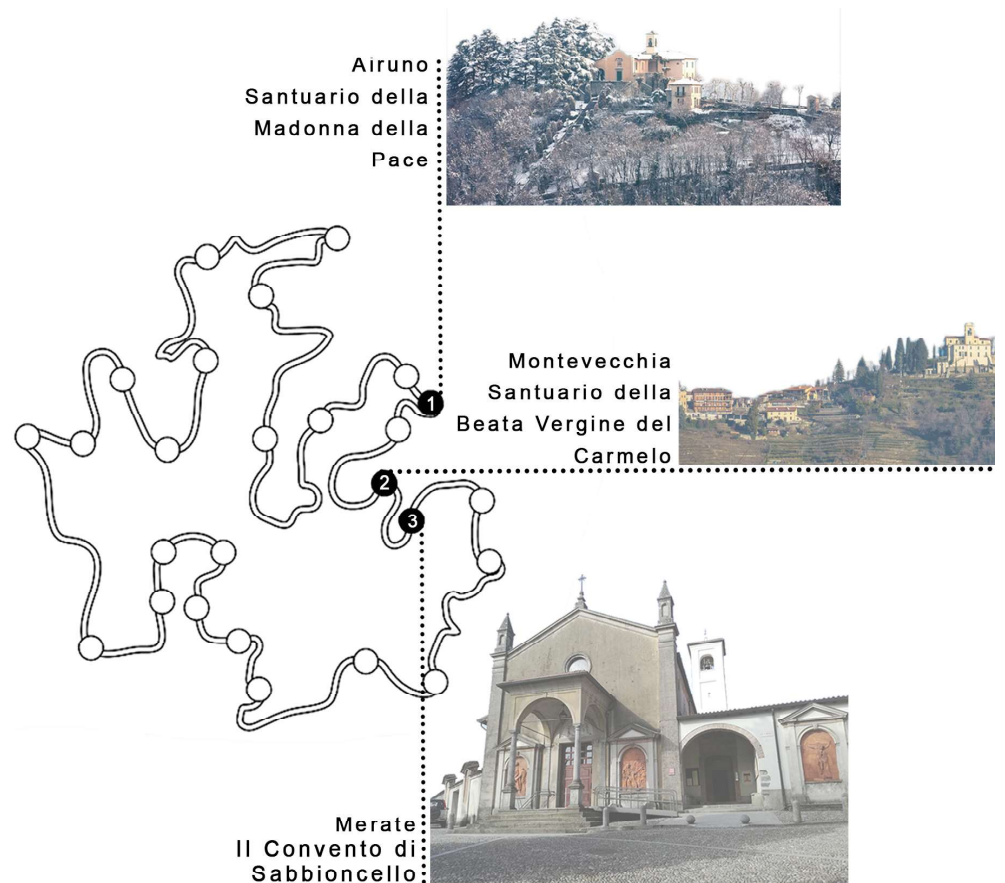 Airuno
Santuario della
Madonna della
Pace
1
Montevecchia
Santuario della
Beata Vergine del
Carmelo
2
3
Merate
Il Convento di
Sabbioncello